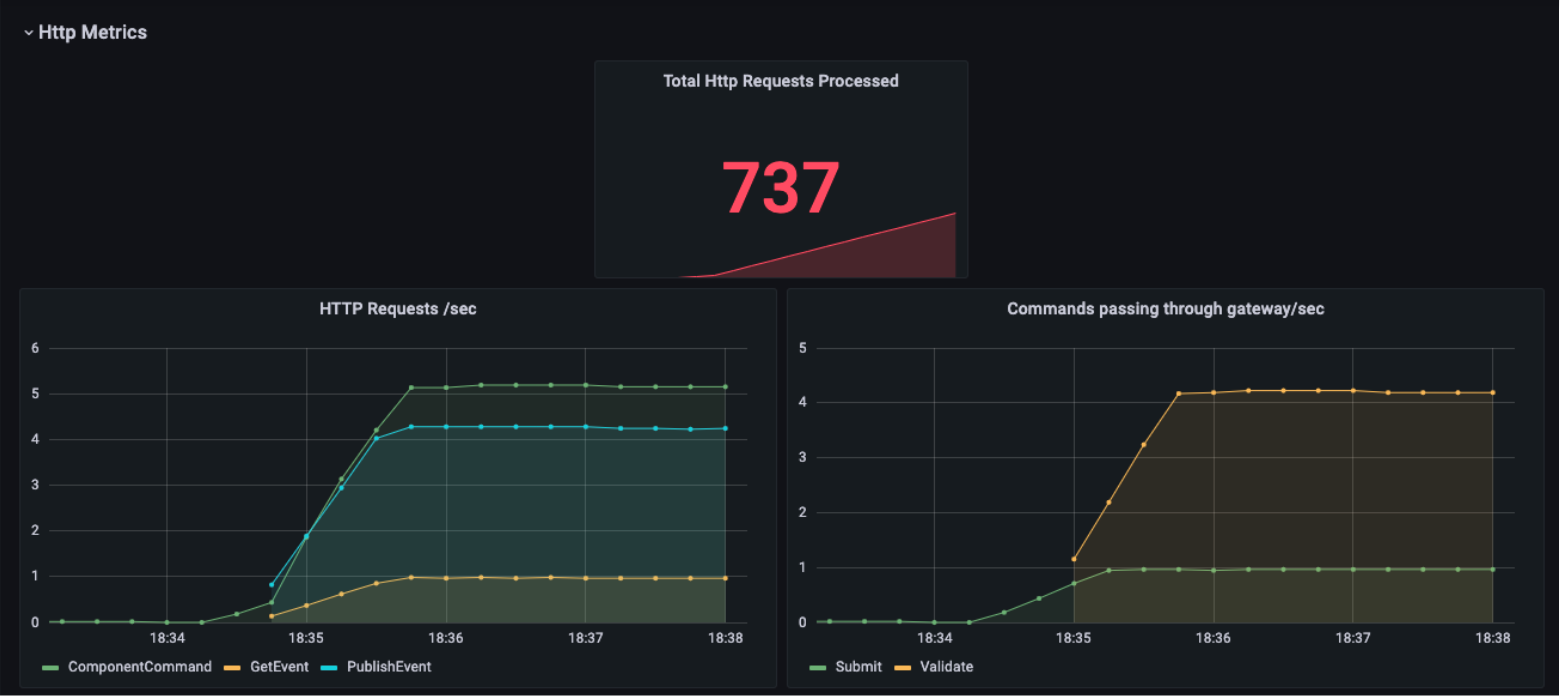 Http Metrics
Total Http Requests Processed
737
HTTP Requests /sec
6
5
4
3
2
1
0
18:34 18:35 18:36 18:37 18:38
ComponentCommand GetEvent PublishEvent
Commands passing through gateway/sec
5
4
3
2
1
0
18:34 18:35 18:36 18:37 18:38
Submit Validate